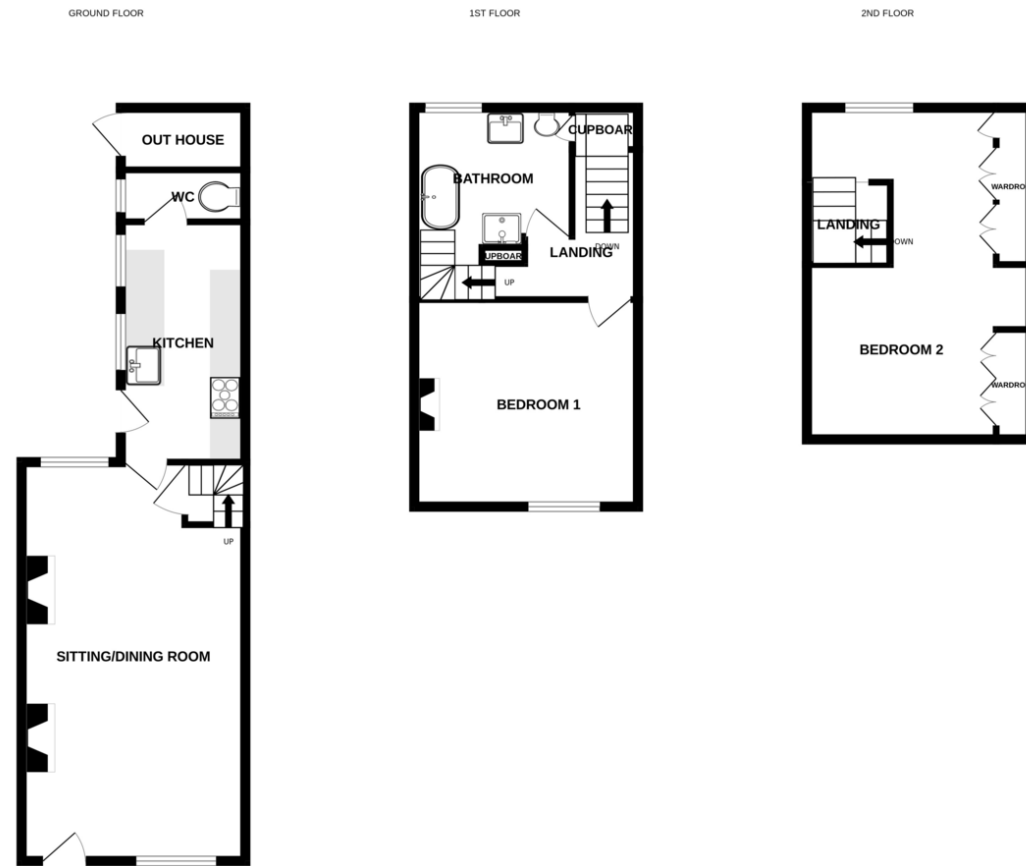 GROUND FLOOR
OUT HOUSE
WC
KITCHEN
UP
SITTING/DINING ROOM
1ST FLOOR
CUPBOAR
BATHROOM
DOWN
LANDING
UPBOAR
UP
BEDROOM 1
2ND FLOOR
WARDRO
LANDING
OWN
BEDROOM 2
WARDRO